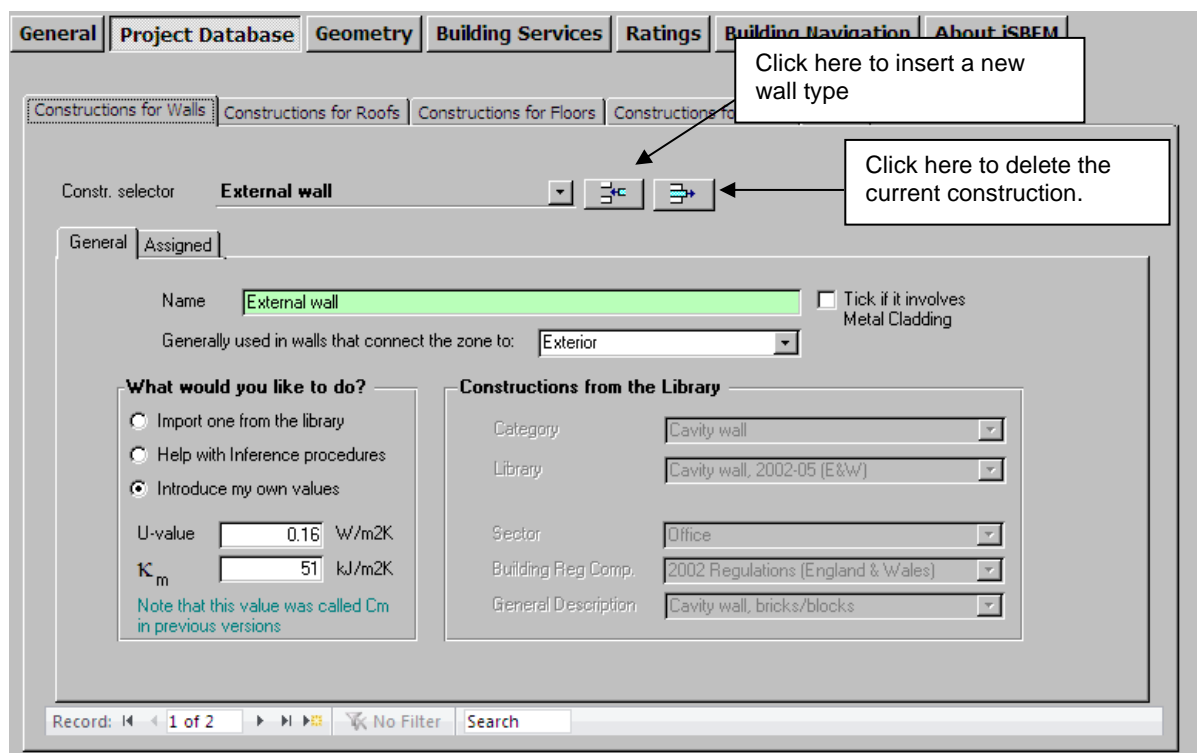 General Project Database Geometry Building Services Ratings Building Navigation About iSBEM
Click here to insert a new
wall type
Constructions for Walls Constructions for Roofs Constructions for Floors Constructions for
Click here to delete the
current construction.
Constr. selector External wall
General Assigned
Name External wall Tick if it involves
Metal Cladding
Generally used in walls that connect the zone to: Exterior
What would you like to do? Constructions from the Library
Import one from the library Category Cavity wall
Help with Inference procedures
Library Cavity wall, 2002-05 (E&W)
Introduce my own values
U-value 0.16 W/m2K Sector Office
κm 51 kJ/m2K Building Reg Comp. 2002 Regulations (England & Wales)
Note that this value was called Cm General Description Cavity wall, bricks/blocks
in previous versions
Record: 1 of 2 No Filter Search